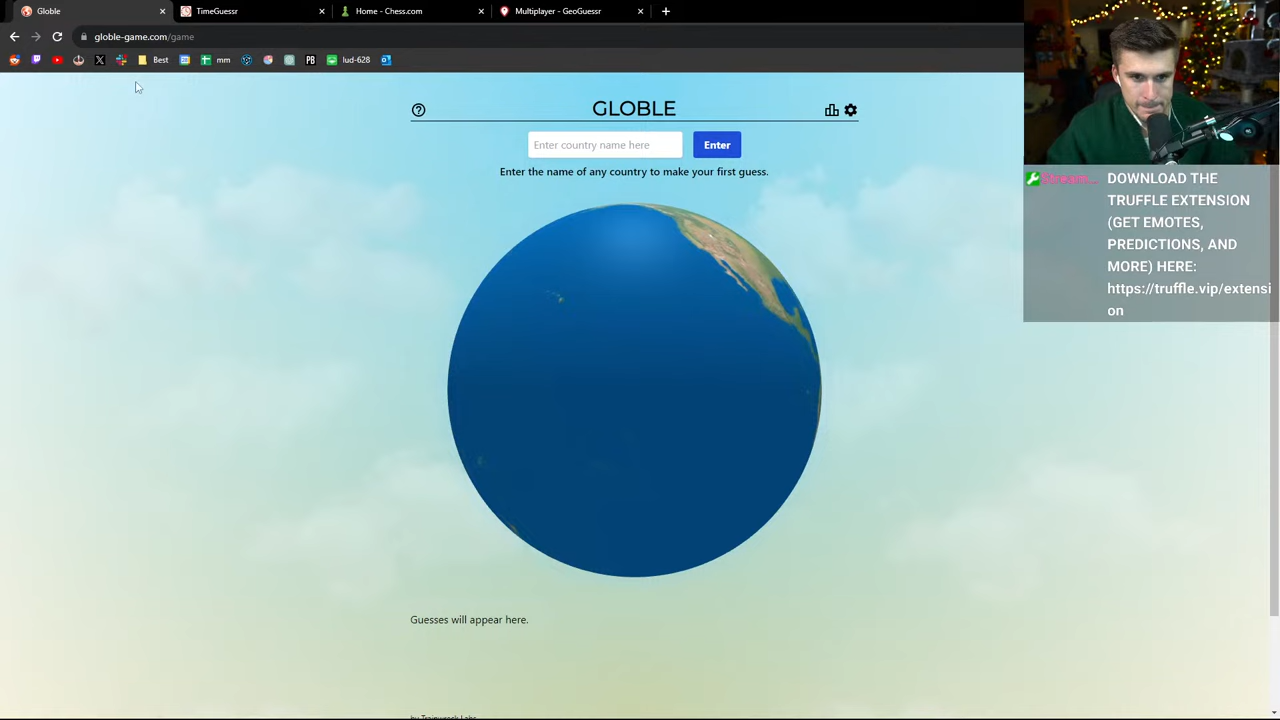 Globle
TimeGuessr
Home - Chess.com
Multiplayer - GeoGuessr
globle-game.com/game
Best
mm
PB
lud-628
GLOBLE
Enter country name here
Enter
Enter the name of any country to make your first guess.
DOWNLOAD THE
TRUFFLE EXTENSION
(GET EMOTES,
PREDICTIONS, AND
MORE) HERE:
https://truffle.vip/extensi
on
Guesses will appear here.